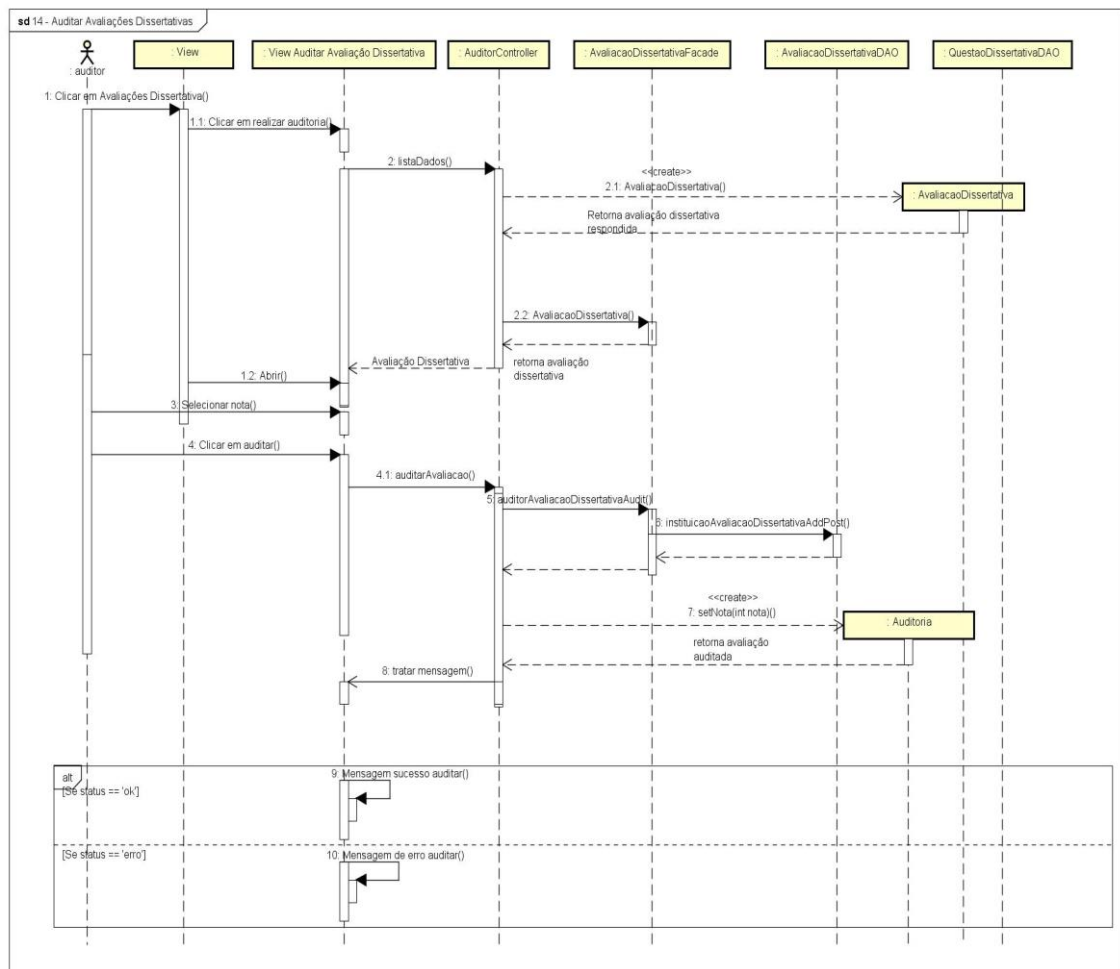 sd 14 - Auditar Avaliações Dissertativas
: auditor
: View
: View Auditar Avaliação Dissertativa
: AuditorController
: AvaliacaoDissertativaFacade
: AvaliacaoDissertativaDAO
: QuestaoDissertativaDAO
1: Clicar em Avaliações Dissertativa()
1.1: Clicar em realizar auditoria()
2: listaDados()
<<create>>
2.1: AvaliaçaoDissertativa()
: AvaliacaoDissertativa
Retorna avaliação dissertativa
respondida
2.2: AvaliacaoDissertativa()
Avaliação Dissertativa
retorna avaliação
dissertativa
1.2: Abrir()
3: Selecionar nota()
4: Clicar em auditar()
4.1: auditarAvaliacao()
5: auditorAvaliacaoDissertativaAudit()
6: instituicaoAvaliacaoDissertativaAddPost()
<<create>>
7: setNota(int nota)()
: Auditoria
retorna avaliação
auditada
8: tratar mensagem()
alt
[Se status == 'ok']
9: Mensagem sucesso auditar()
[Se status == 'erro']
10: Mensagem de erro auditar()